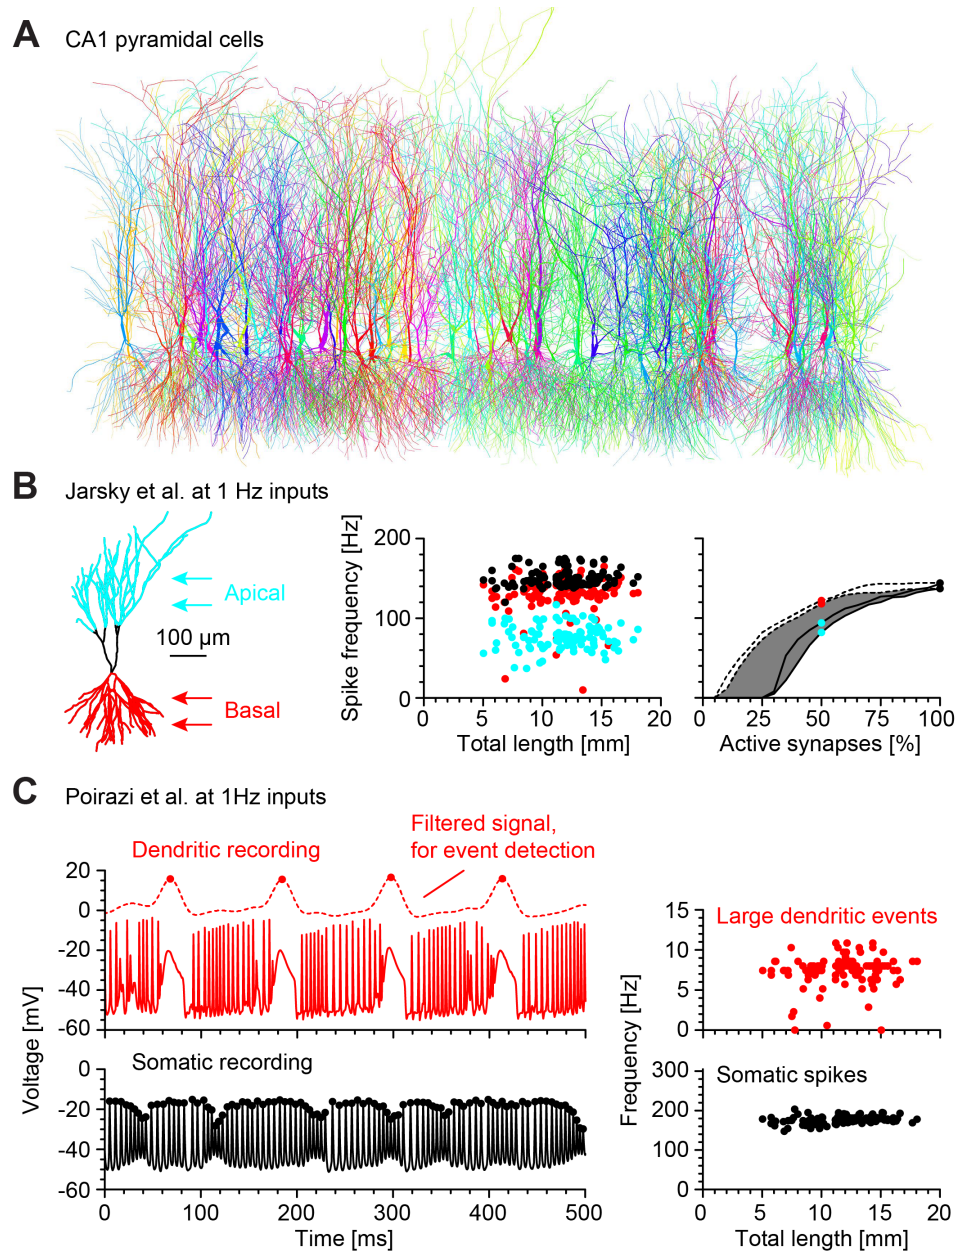 A CA1 pyramidal cells
B Jarsky et al. at 1 Hz inputs
Apical
100 µm
Basal
Spike frequency [Hz]
200
100
0
0 5 10 15 20
Total length [mm]
0 25 50 75 100
Active synapses [%]
C Poirazi et al. at 1Hz inputs
Filtered signal,
for event detection
Dendritic recording
20
0
-20
-40
-60
Voltage [mV]
Somatic recording
0
-20
-40
-60
0 100 200 300 400 500
Time [ms]
Large dendritic events
15
10
5
0
Frequency [Hz]
Somatic spikes
300
200
100
0
0 5 10 15 20
Total length [mm]